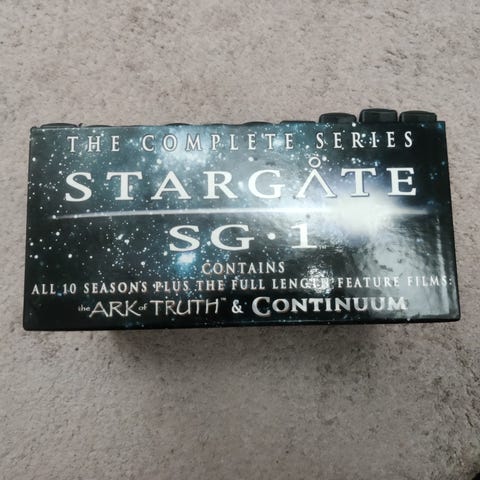 THE COMPLETE SERIES
STARGATE
SG·1
CONTAINS
ALL 10 SEASONS PLUS THE FULL LENGTH FEATURE FILMS:
the ARK of TRUTH™ & CONTINUUM